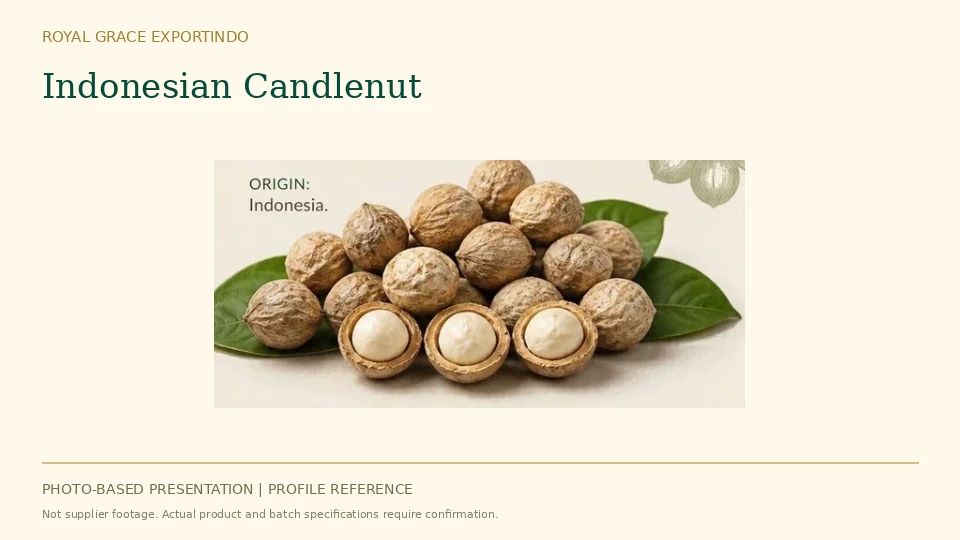 ROYAL GRACE EXPORTINDO
Indonesian Candlenut
ORIGIN:
Indonesia.
PHOTO-BASED PRESENTATION | PROFILE REFERENCE
Not supplier footage. Actual product and batch specifications require confirmation.